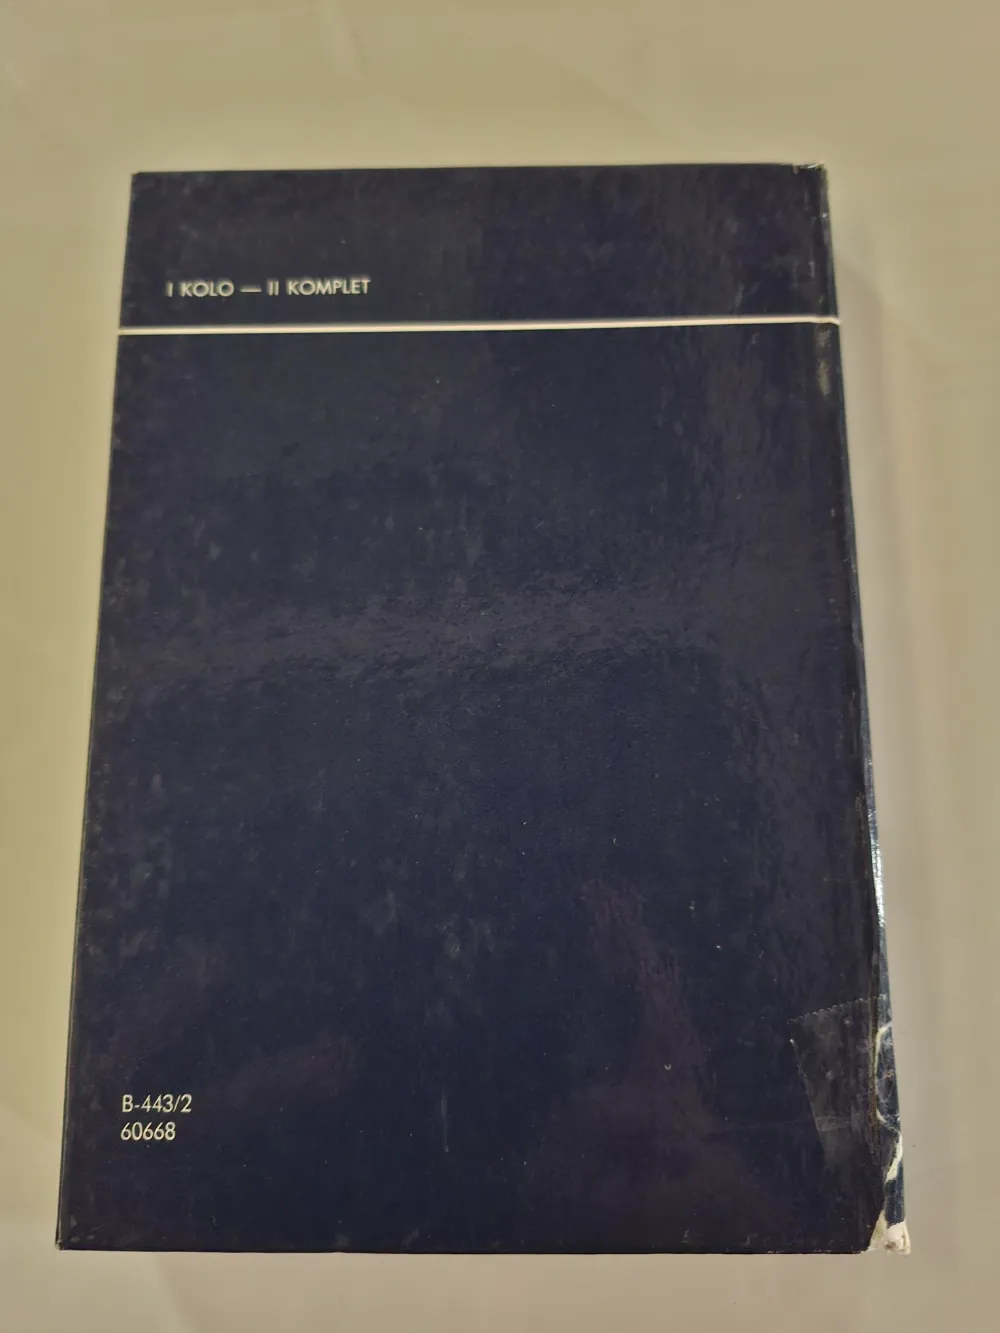 I KOLO — II KOMPLET
B-443/2
60668